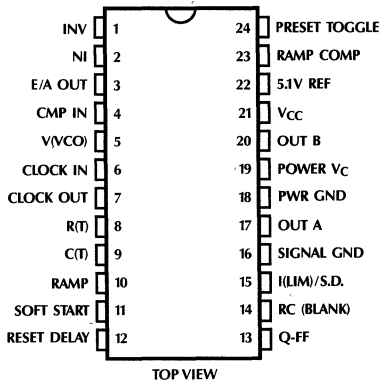 INV 1 24 PRESET TOGGLE
NI 2 23 RAMP COMP
E/A OUT 3 22 5.1V REF
CMP IN 4 21 VCC
V(VCO) 5 20 OUT B
CLOCK IN 6 19 POWER VC
CLOCK OUT 7 18 PWR GND
R(T) 8 17 OUT A
C(T) 9 16 SIGNAL GND
RAMP 10 15 I(LIM)/S.D.
SOFT START 11 14 RC (BLANK)
RESET DELAY 12 13 Q-FF
TOP VIEW